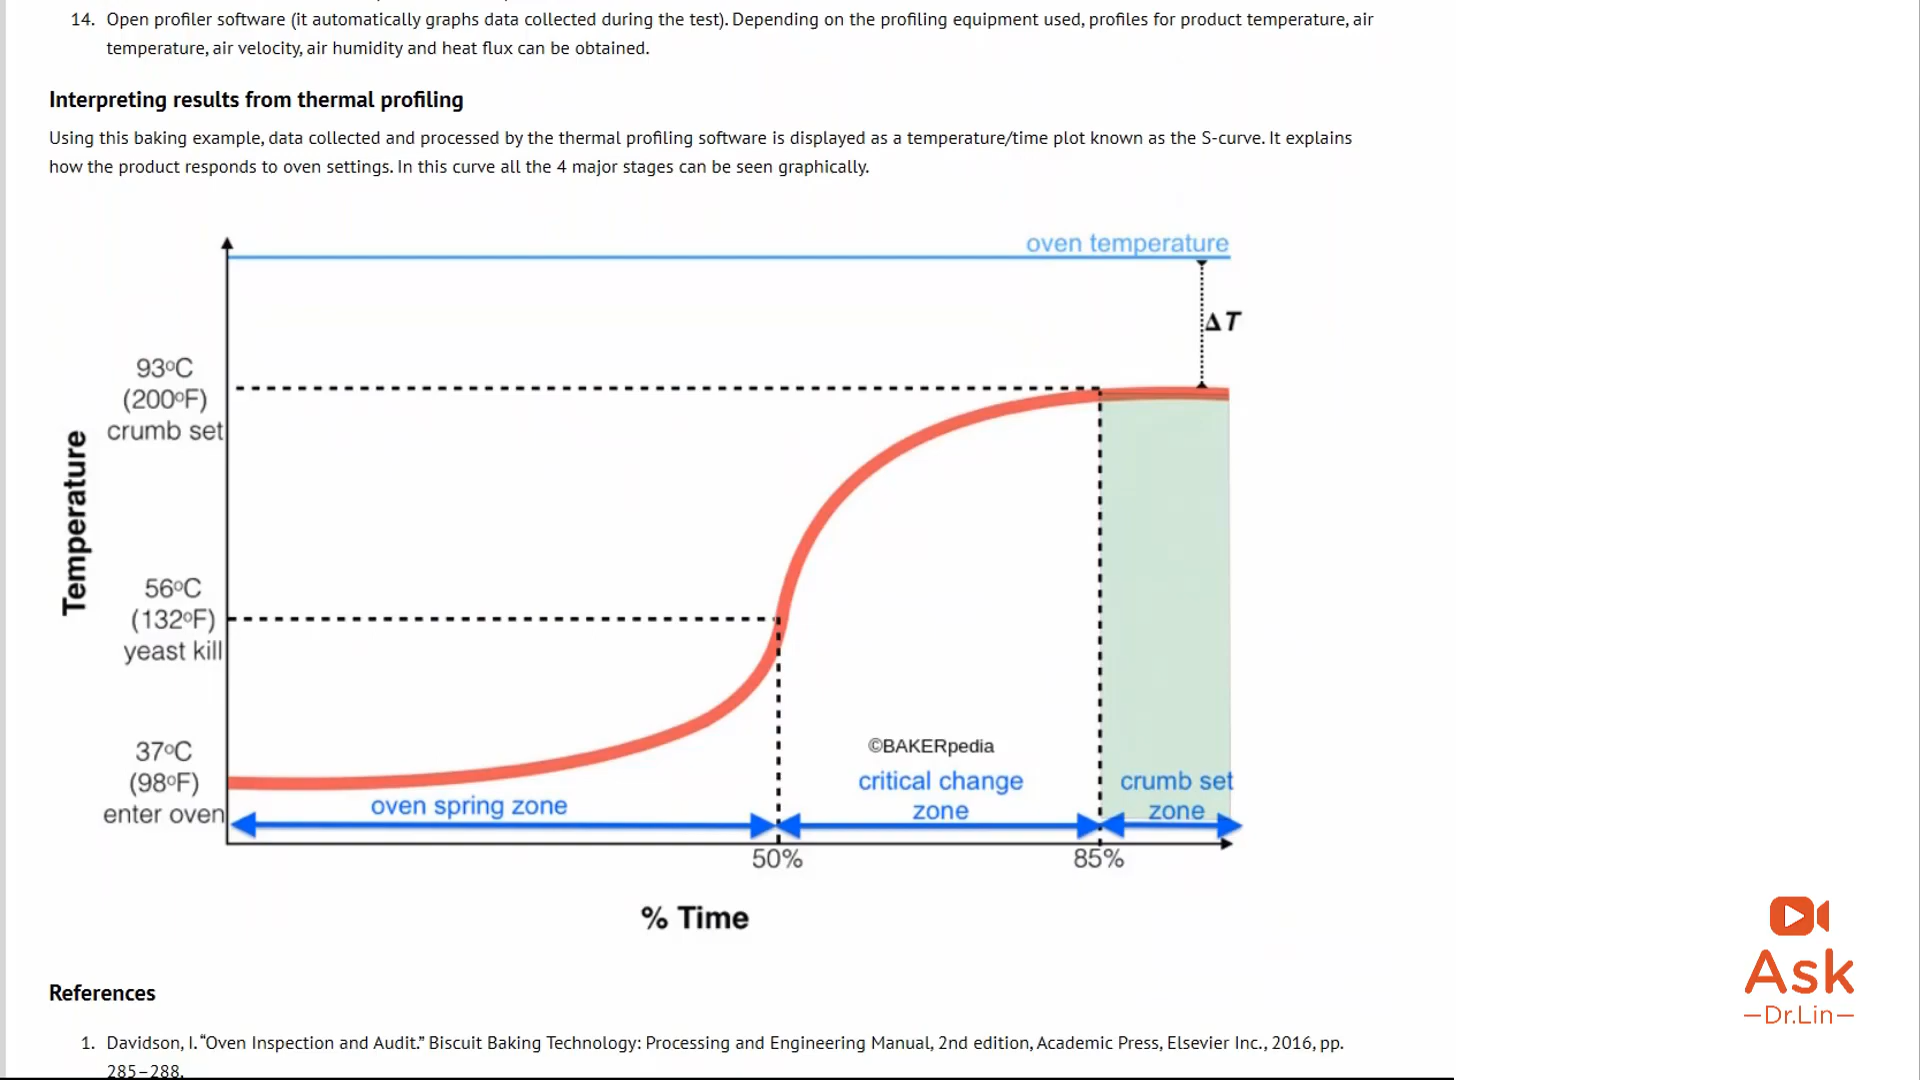 14. Open profiler software (it automatically graphs data collected during the test). Depending on the profiling equipment used, profiles for product temperature, air
temperature, air velocity, air humidity and heat flux can be obtained.
Interpreting results from thermal profiling
Using this baking example, data collected and processed by the thermal profiling software is displayed as a temperature/time plot known as the S-curve. It explains
how the product responds to oven settings. In this curve all the 4 major stages can be seen graphically.
oven temperature
ΔT
93°C
(200°F)
crumb set
Temperature
56°C
(132°F)
yeast kill
37°C
(98°F)
enter oven
©BAKERpedia
oven spring zone
critical change
zone
crumb set
zone
50%
85%
% Time
Ask
—Dr.Lin—
References
1. Davidson, I. “Oven Inspection and Audit.” Biscuit Baking Technology: Processing and Engineering Manual, 2nd edition, Academic Press, Elsevier Inc., 2016, pp.
285–288.